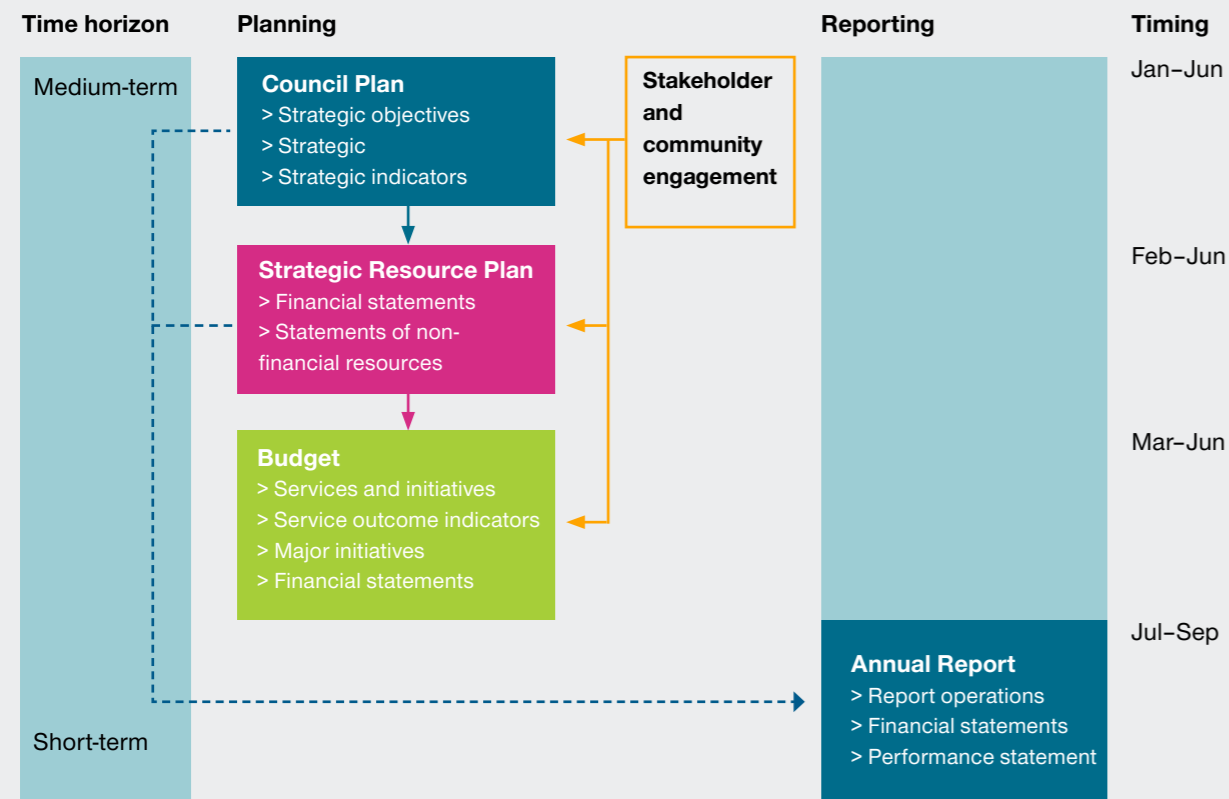 Time horizon
Planning
Reporting
Timing
Medium-term
Short-term
Council Plan
> Strategic objectives
> Strategic
> Strategic indicators
Strategic Resource Plan
> Financial statements
> Statements of non-
financial resources
Budget
> Services and initiatives
> Service outcome indicators
> Major initiatives
> Financial statements
Stakeholder
and
community
engagement
Annual Report
> Report operations
> Financial statements
> Performance statement
Jan–Jun
Feb–Jun
Mar–Jun
Jul–Sep